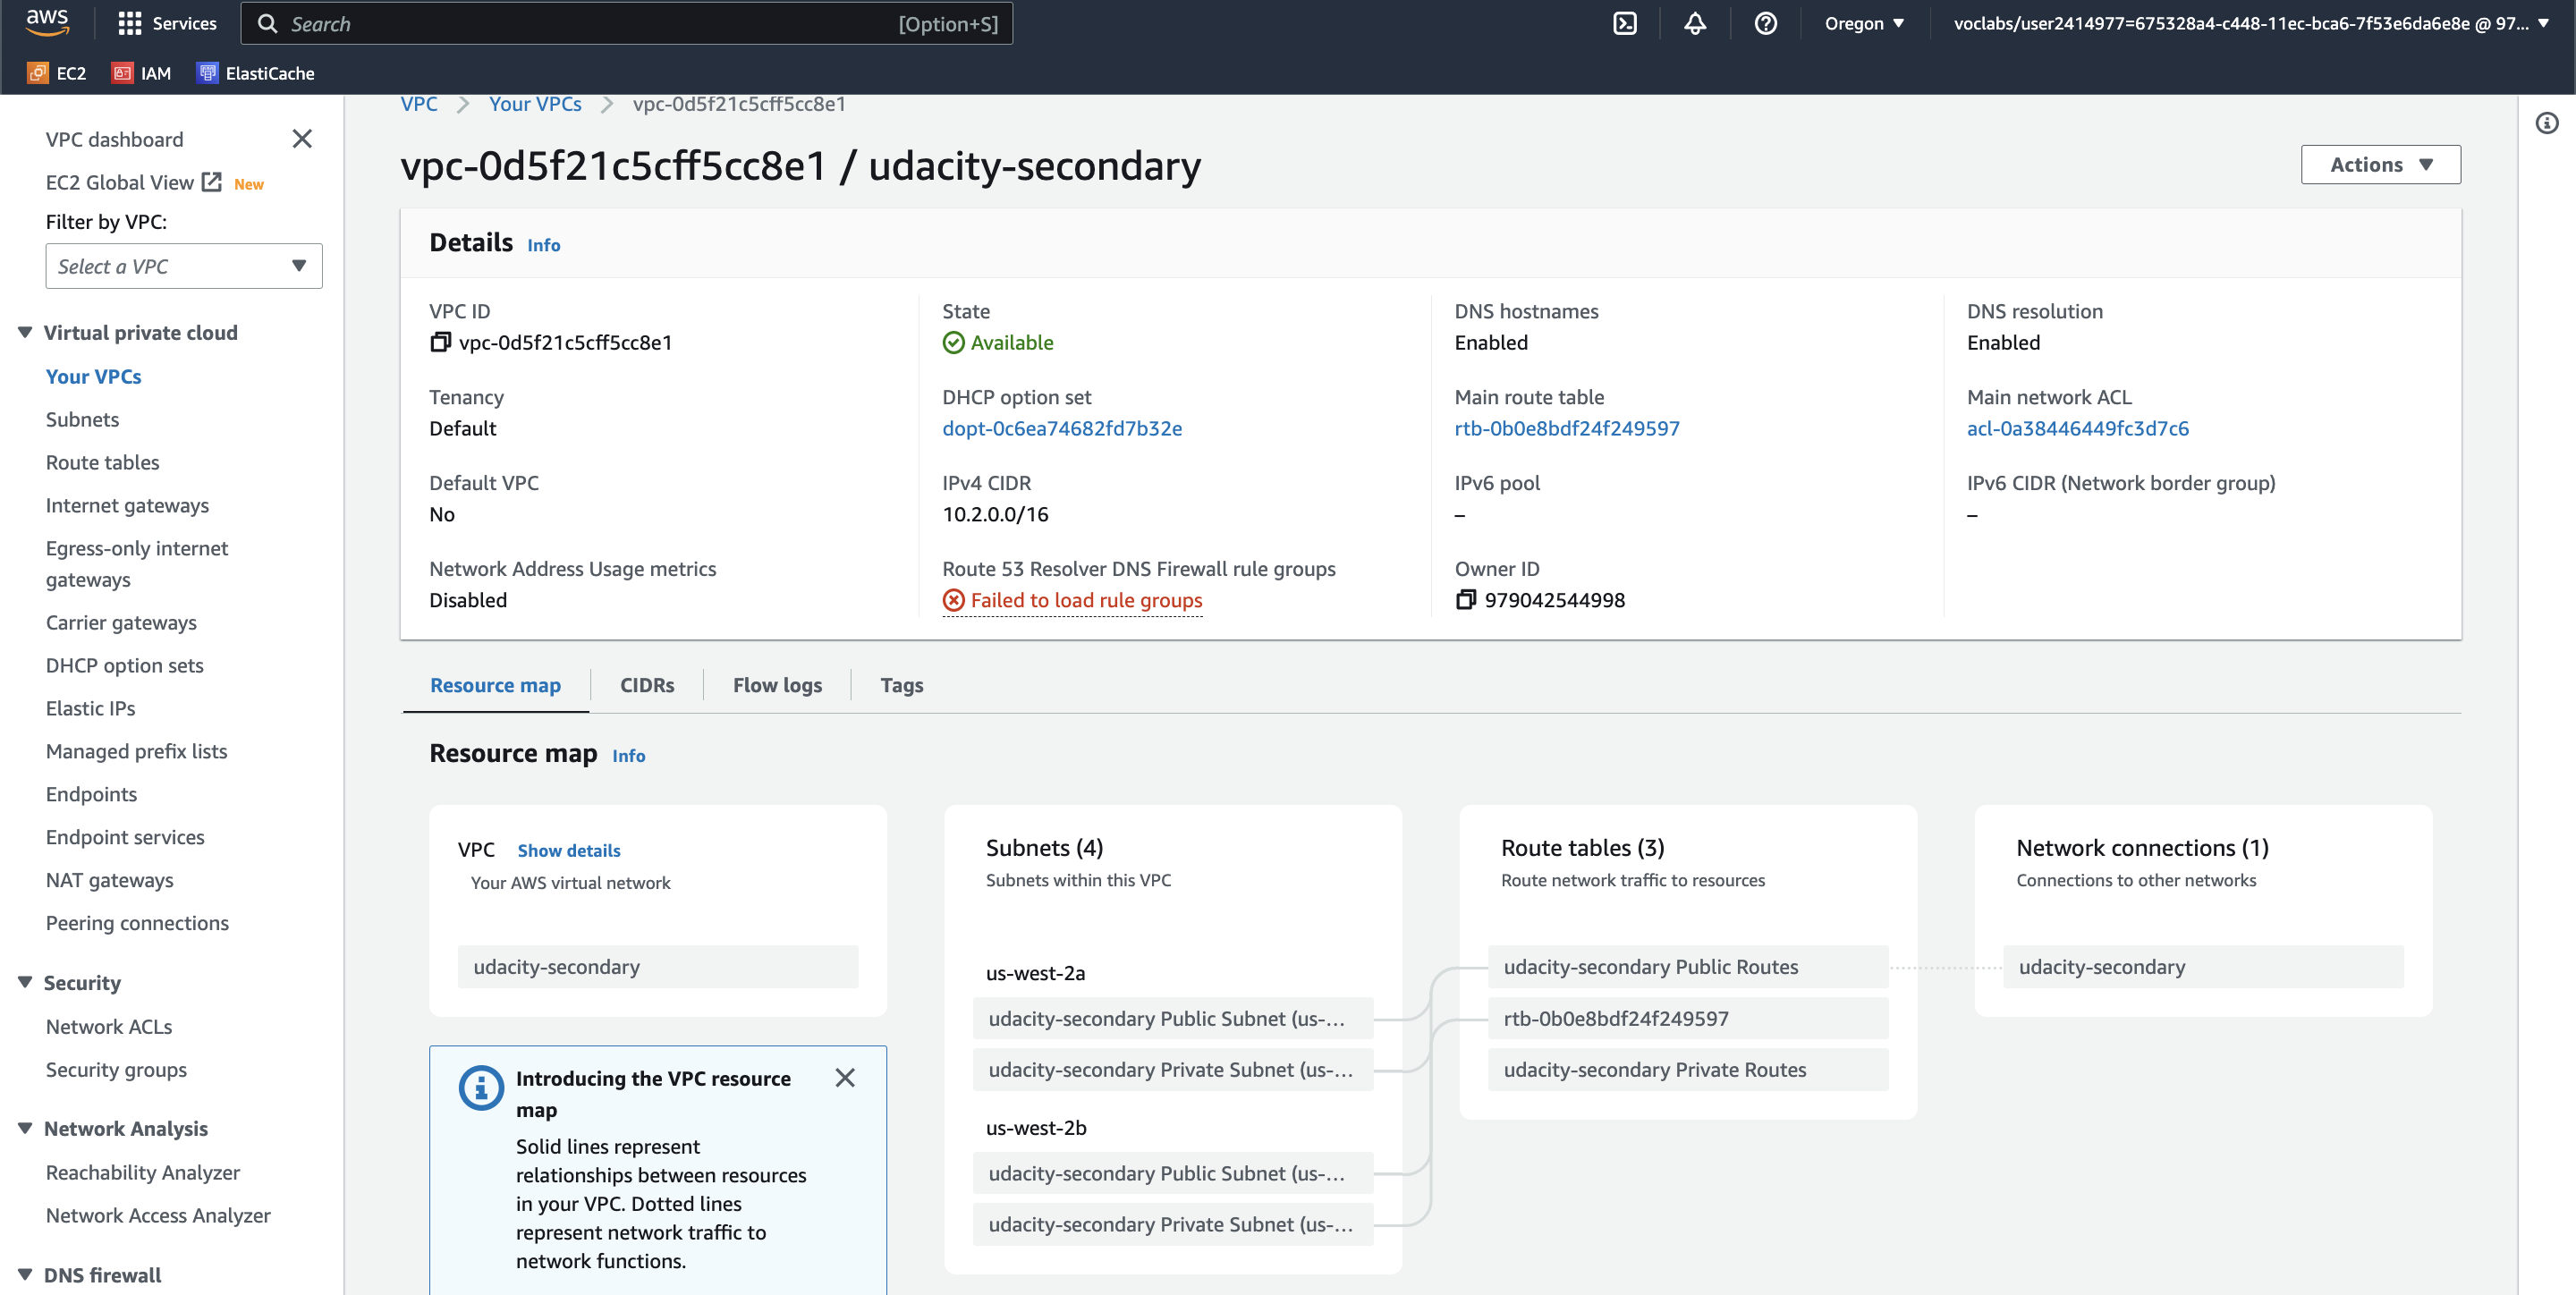 aws
Services
Search
[Option+S]
Oregon
voclabs/user2414977=675328a4-c448-11ec-bca6-7f53e6da6e8e @ 97...
EC2
IAM
ElastiCache
VPC dashboard
EC2 Global View New
Filter by VPC:
Select a VPC
Virtual private cloud
Your VPCs
Subnets
Route tables
Internet gateways
Egress-only internet
gateways
Carrier gateways
DHCP option sets
Elastic IPs
Managed prefix lists
Endpoints
Endpoint services
NAT gateways
Peering connections
Security
Network ACLs
Security groups
Network Analysis
Reachability Analyzer
Network Access Analyzer
DNS firewall
VPC
Your VPCs
vpc-0d5f21c5cff5cc8e1
vpc-0d5f21c5cff5cc8e1 / udacity-secondary
Actions
Details Info
VPC ID
vpc-0d5f21c5cff5cc8e1
State
Available
DNS hostnames
Enabled
DNS resolution
Enabled
Tenancy
Default
DHCP option set
dopt-0c6ea74682fd7b32e
Main route table
rtb-0b0e8bdf24f249597
Main network ACL
acl-0a38446449fc3d7c6
Default VPC
No
IPv4 CIDR
10.2.0.0/16
IPv6 pool
–
IPv6 CIDR (Network border group)
–
Network Address Usage metrics
Disabled
Route 53 Resolver DNS Firewall rule groups
Failed to load rule groups
Owner ID
979042544998
Resource map
CIDRs
Flow logs
Tags
Resource map Info
VPC Show details
Your AWS virtual network
udacity-secondary
Introducing the VPC resource
map
Solid lines represent
relationships between resources
in your VPC. Dotted lines
represent network traffic to
network functions.
Subnets (4)
Subnets within this VPC
us-west-2a
udacity-secondary Public Subnet (us-...
udacity-secondary Private Subnet (us-...
us-west-2b
udacity-secondary Public Subnet (us-...
udacity-secondary Private Subnet (us-...
Route tables (3)
Route network traffic to resources
udacity-secondary Public Routes
rtb-0b0e8bdf24f249597
udacity-secondary Private Routes
Network connections (1)
Connections to other networks
udacity-secondary